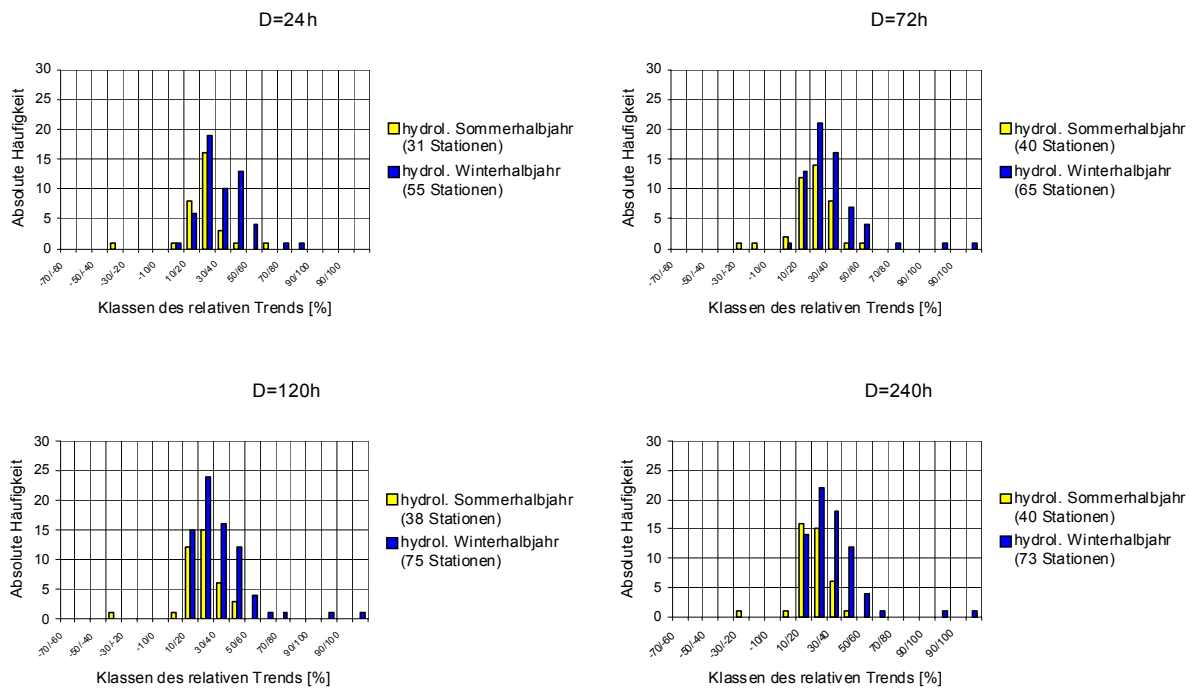 D=24h
30
25
20
15
10
5
0
Absolute Häufigkeit
-70/-60
-50/-40
-30/-20
-10/0
10/20
30/40
50/60
70/80
90/100
90/100
Klassen des relativen Trends [%]
hydrol. Sommerhalbjahr
(31 Stationen)
hydrol. Winterhalbjahr
(55 Stationen)
D=72h
30
25
20
15
10
5
0
Absolute Häufigkeit
-70/-60
-50/-40
-30/-20
-10/0
10/20
30/40
50/60
70/80
90/100
90/100
Klassen des relativen Trends [%]
hydrol. Sommerhalbjahr
(40 Stationen)
hydrol. Winterhalbjahr
(65 Stationen)
D=120h
30
25
20
15
10
5
0
Absolute Häufigkeit
-70/-60
-50/-40
-30/-20
-10/0
10/20
30/40
50/60
70/80
90/100
90/100
Klassen des relativen Trends [%]
hydrol. Sommerhalbjahr
(38 Stationen)
hydrol. Winterhalbjahr
(75 Stationen)
D=240h
30
25
20
15
10
5
0
Absolute Häufigkeit
-70/-60
-50/-40
-30/-20
-10/0
10/20
30/40
50/60
70/80
90/100
90/100
Klassen des relativen Trends [%]
hydrol. Sommerhalbjahr
(40 Stationen)
hydrol. Winterhalbjahr
(73 Stationen)